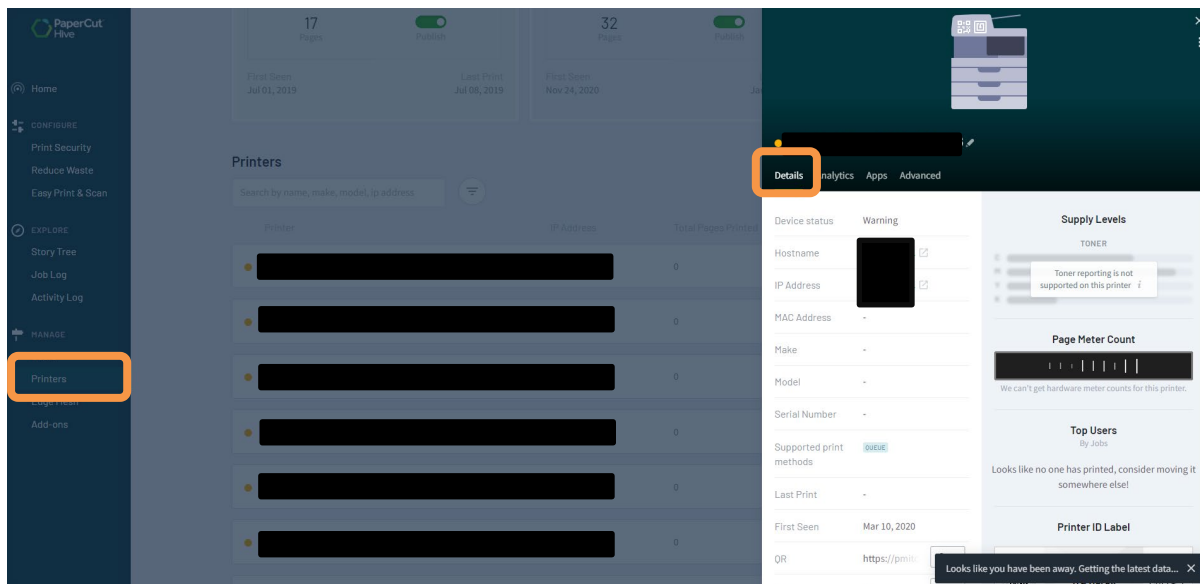 PaperCut
Hive
Home
CONFIGURE
Print Security
Reduce Waste
Easy Print & Scan
EXPLORE
Story Tree
Job Log
Activity Log
MANAGE
Printers
Edge Mesh
Add-ons
17
Pages
Publish
First Seen
Jul 01, 2019
Last Print
Jul 08, 2019
32
Pages
Publish
First Seen
Nov 24, 2020
Printers
Search by name, make, model, ip address
Printer IP Address Total Pages Printed
0
0
0
0
0
0
Details Analytics Apps Advanced
Device status Warning
Hostname
IP Address
MAC Address -
Make -
Model -
Serial Number -
Supported print
methods
QUEUE
Last Print -
First Seen Mar 10, 2020
QR
Supply Levels
TONER
C
M
Y
K
Toner reporting is not
supported on this printer i
Page Meter Count
We can't get hardware meter counts for this printer.
Top Users
By Jobs
Looks like no one has printed, consider moving it
somewhere else!
Printer ID Label
Looks like you have been away. Getting the latest data... X